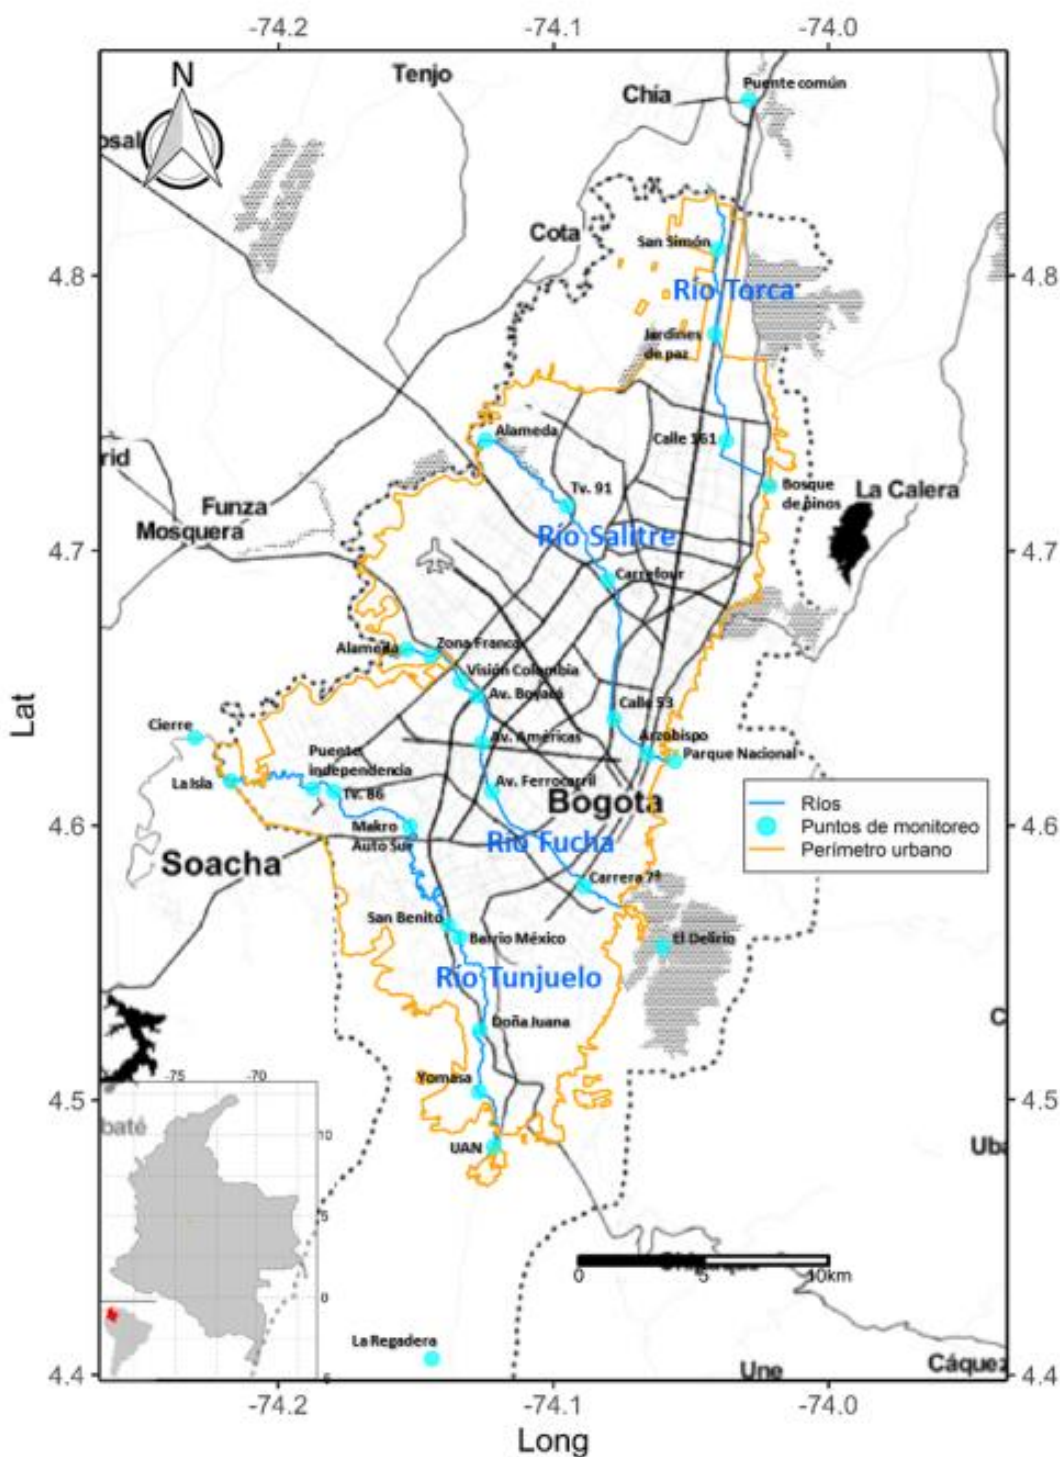 -74.2
-74.1
-74.0
N
Tenjo
Chía
Puente común
osal
Cota
San Simón
4.8
4.8
Río Torca
Jardines
de paz
Alameda
Calle 161
rid
Tv. 91
Bosque
de pinos
La Calera
Funza
Mosquera
Río Salitre
4.7
4.7
Carrefour
Alameda
Zona Franca
Visión Colombia
Av. Boyacá
Lat
Calle 53
Cierre
Av. Américas
Arzobispo
Parque Nacional
Puente
independencia
La Isla
Tv. 86
Av. Ferrocarril
Bogota
Ríos
Puntos de monitoreo
Perímetro urbano
4.6
4.6
Makro
Auto Sur
Río Fucha
Soacha
Carrera 7ª
San Benito
Barrio México
El Delirio
Río Tunjuelo
C
Doña Juana
Yomasa
4.5
4.5
-75
-70
baté
10
UAN
Uba
5
0
0
5
10km
La Regadera
5
4.4
4.4
Une
Cáquez
-74.2
-74.1
-74.0
Long